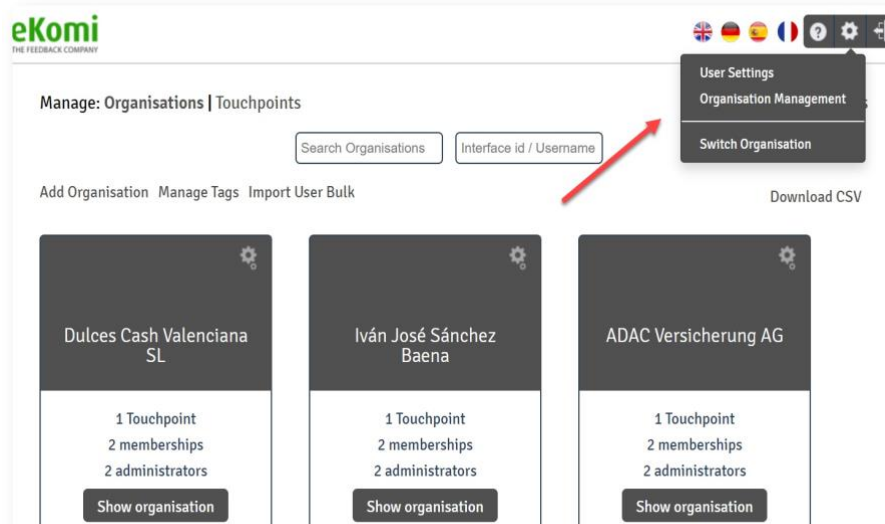 eKomi
THE FEEDBACK COMPANY
User Settings
Organisation Management
Switch Organisation
Manage: Organisations | Touchpoints
Search Organisations
Interface id / Username
Add Organisation Manage Tags Import User Bulk
Download CSV
Dulces Cash Valenciana
SL
1 Touchpoint
2 memberships
2 administrators
Show organisation
Iván José Sánchez
Baena
1 Touchpoint
2 memberships
2 administrators
Show organisation
ADAC Versicherung AG
1 Touchpoint
2 memberships
2 administrators
Show organisation